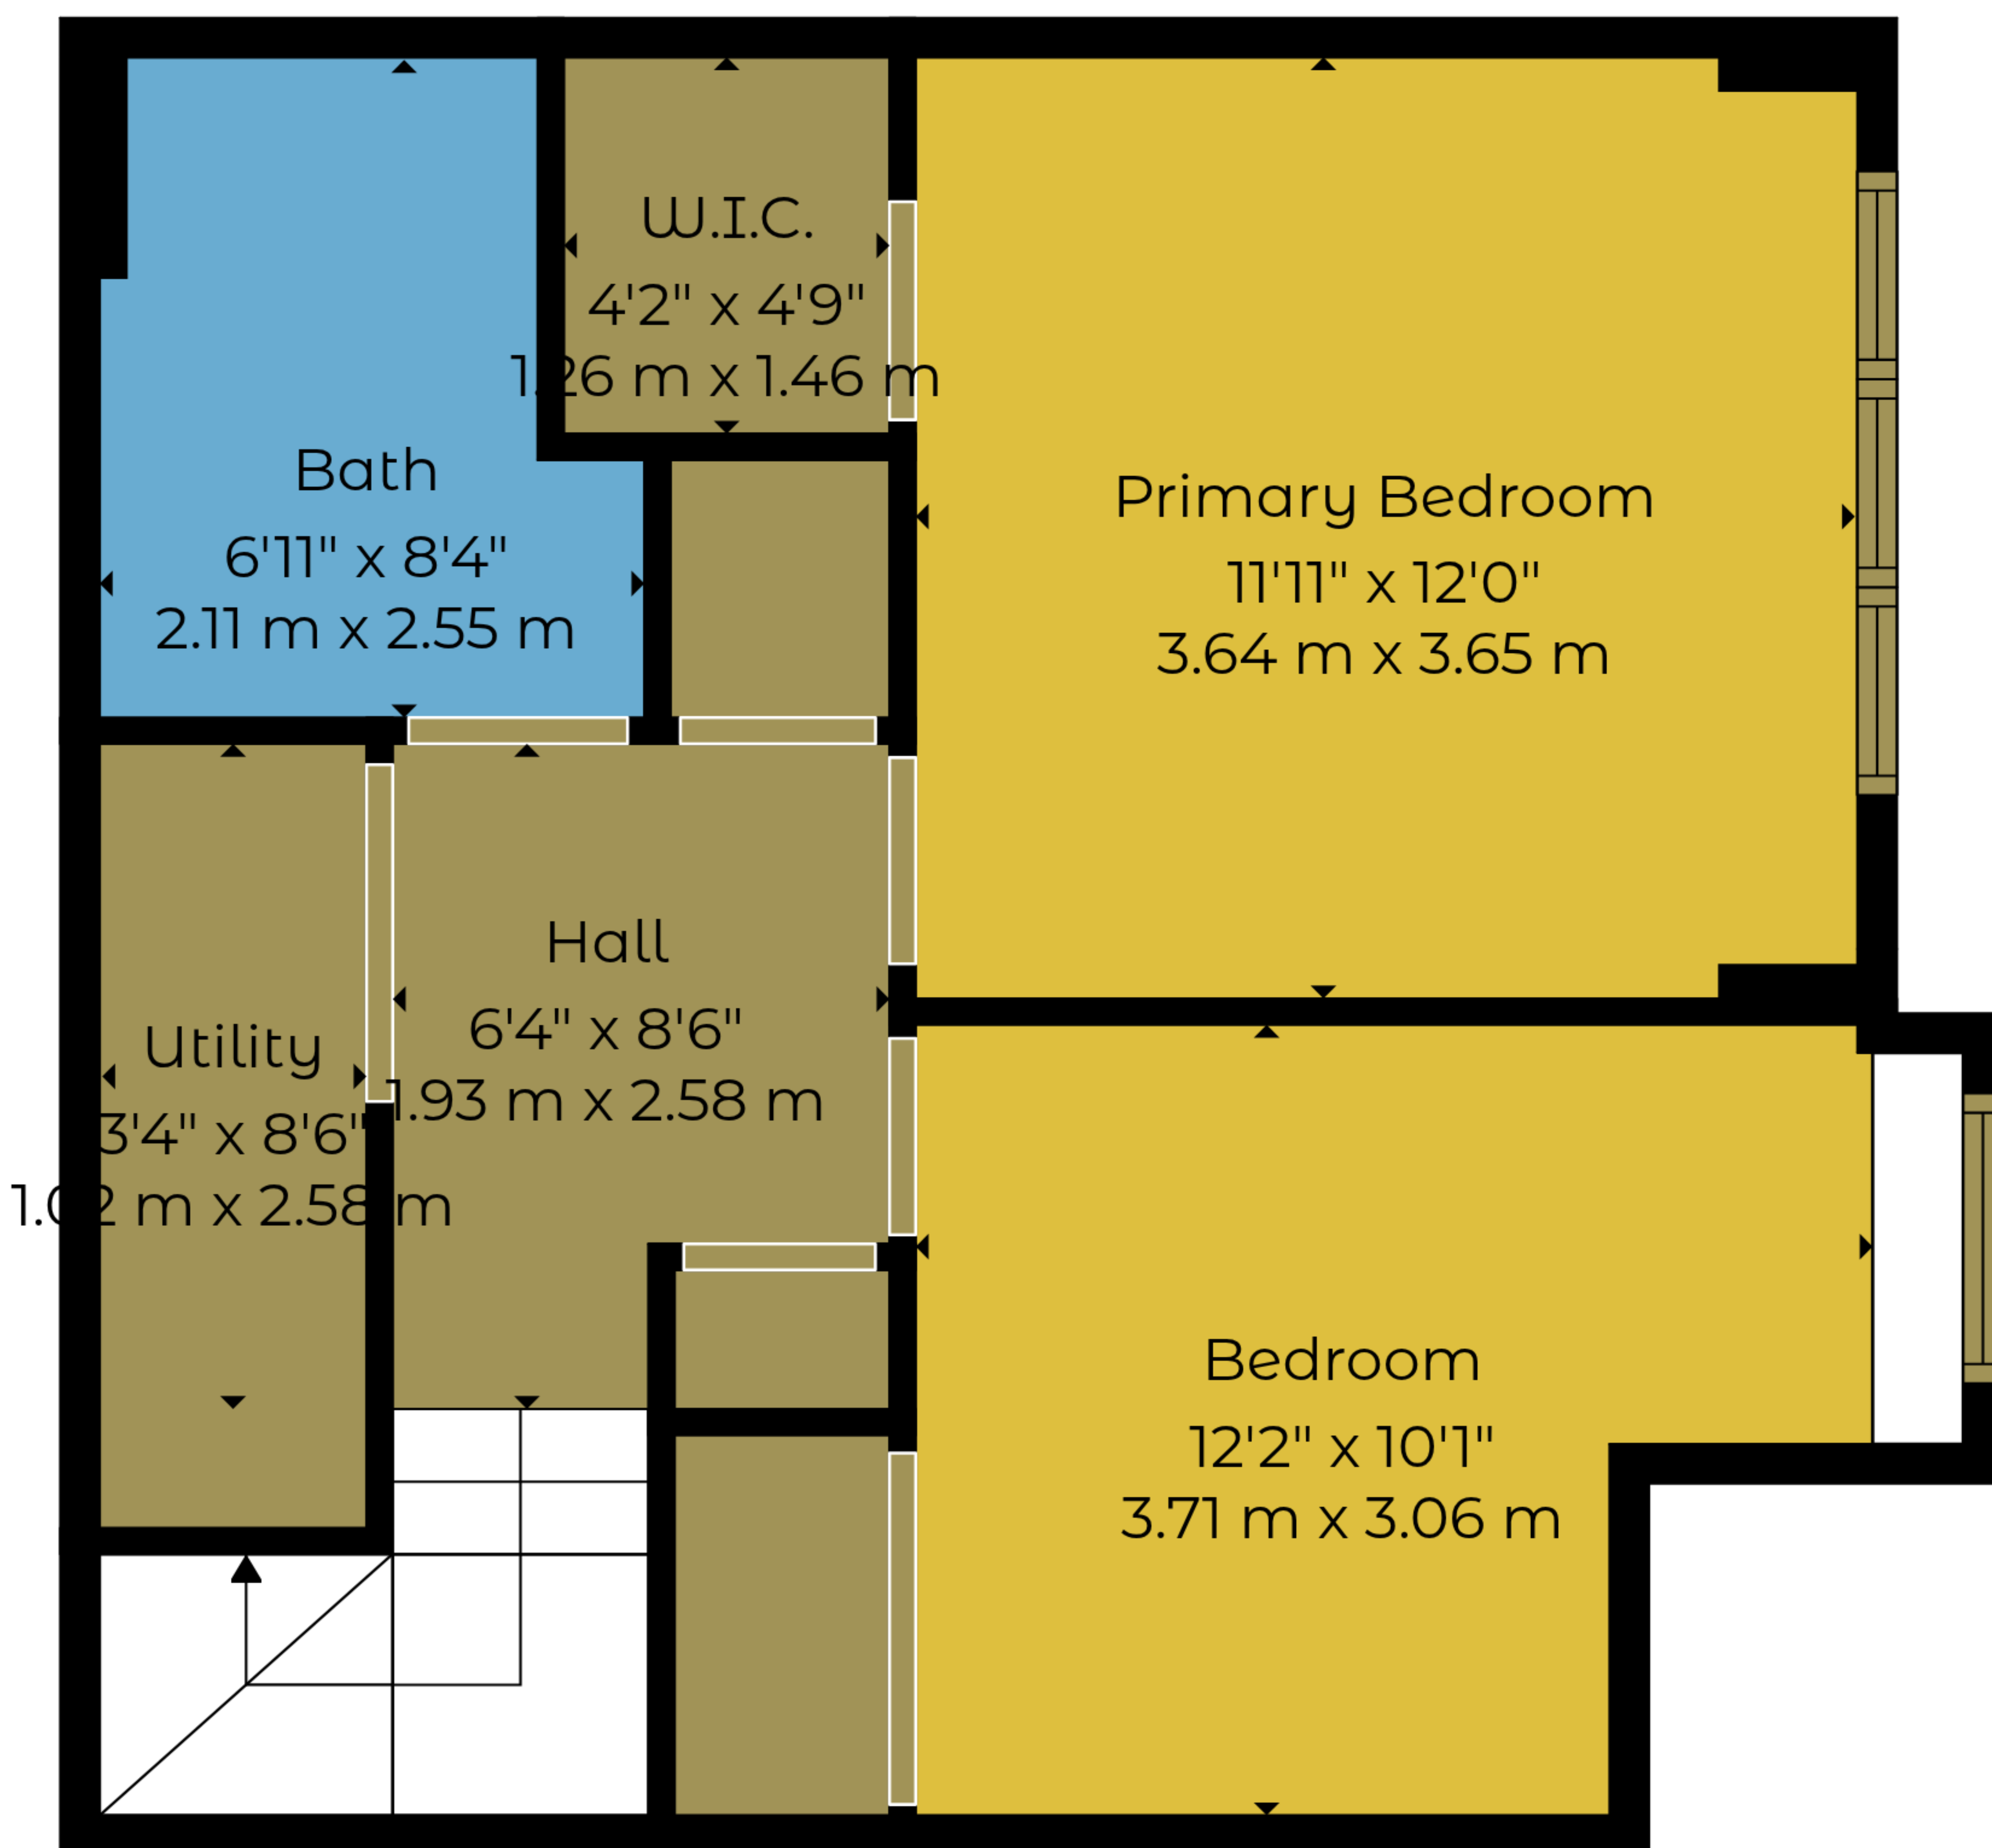 W.I.C.
4'2" x 4'9"
1.26 m x 1.46 m
Bath
6'11" x 8'4"
2.11 m x 2.55 m
Primary Bedroom
11'11" x 12'0"
3.64 m x 3.65 m
Hall
6'4" x 8'6"
1.93 m x 2.58 m
Utility
3'4" x 8'6"
1.02 m x 2.58 m
Bedroom
12'2" x 10'1"
3.71 m x 3.06 m